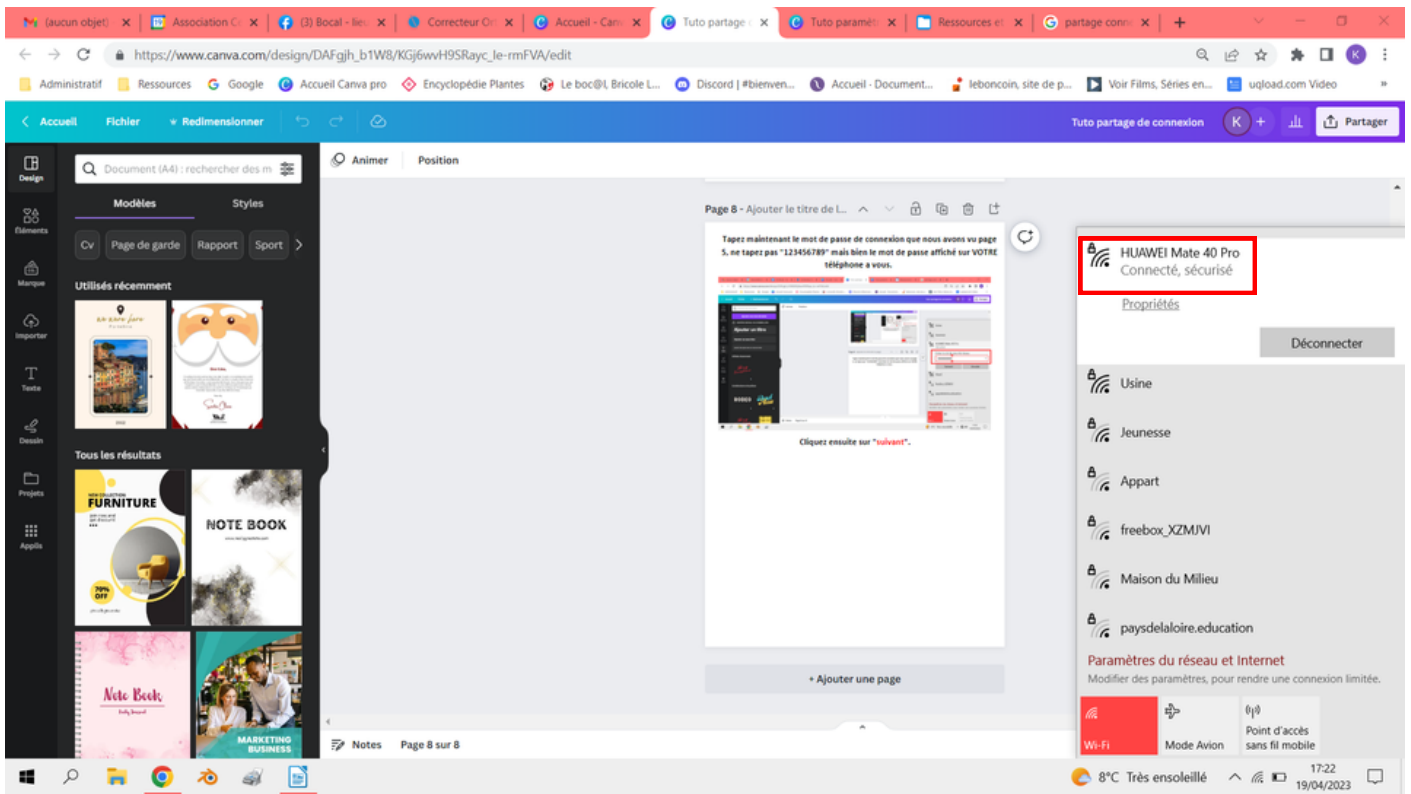 (aucun objet)
Association C
(3) Bocal - lieu
Correcteur Or
Accueil - Canv
Tuto partage c
Tuto paramètr
Ressources et
partage conne
https://www.canva.com/design/DAFgjh_b1W8/KGj6wvH9SRayc_le-rmFVA/edit
K
Administratif
Ressources
Google
Accueil Canva pro
Encyclopédie Plantes
Le boc@l, Bricole L...
Discord | #bienven...
Accueil - Document...
leboncoin, site de p...
Voir Films, Séries en...
uqload.com Video
»
Accueil
Fichier
Redimensionner
Tuto partage de connexion
K
+
Partager
Design
Éléments
Marque
Importer
Texte
Dessin
Projets
Applis
Document (A4) : rechercher des m
Modèles
Styles
Cv
Page de garde
Rapport
Sport
Utilisés récemment
Tous les résultats
NEW COLLECTION
FURNITURE
70%
OFF
NOTE BOOK
Note Book
MARKETING
BUSINESS
Animer
Position
Page 8 - Ajouter le titre de l...
Tapez maintenant le mot de passe de connexion que nous avons vu page
5, ne tapez pas "123456789" mais bien le mot de passe affiché sur VOTRE
téléphone a vous.
Cliquez ensuite sur "suivant".
+ Ajouter une page
Notes
Page 8 sur 8
HUAWEI Mate 40 Pro
Connecté, sécurisé
Propriétés
Déconnecter
Usine
Jeunesse
Appart
freebox_XZMJVI
Maison du Milieu
paysdelaloire.education
Paramètres du réseau et Internet
Modifier des paramètres, pour rendre une connexion limitée.
Wi-Fi
Mode Avion
Point d'accès
sans fil mobile
8°C Très ensoleillé
17:22
19/04/2023